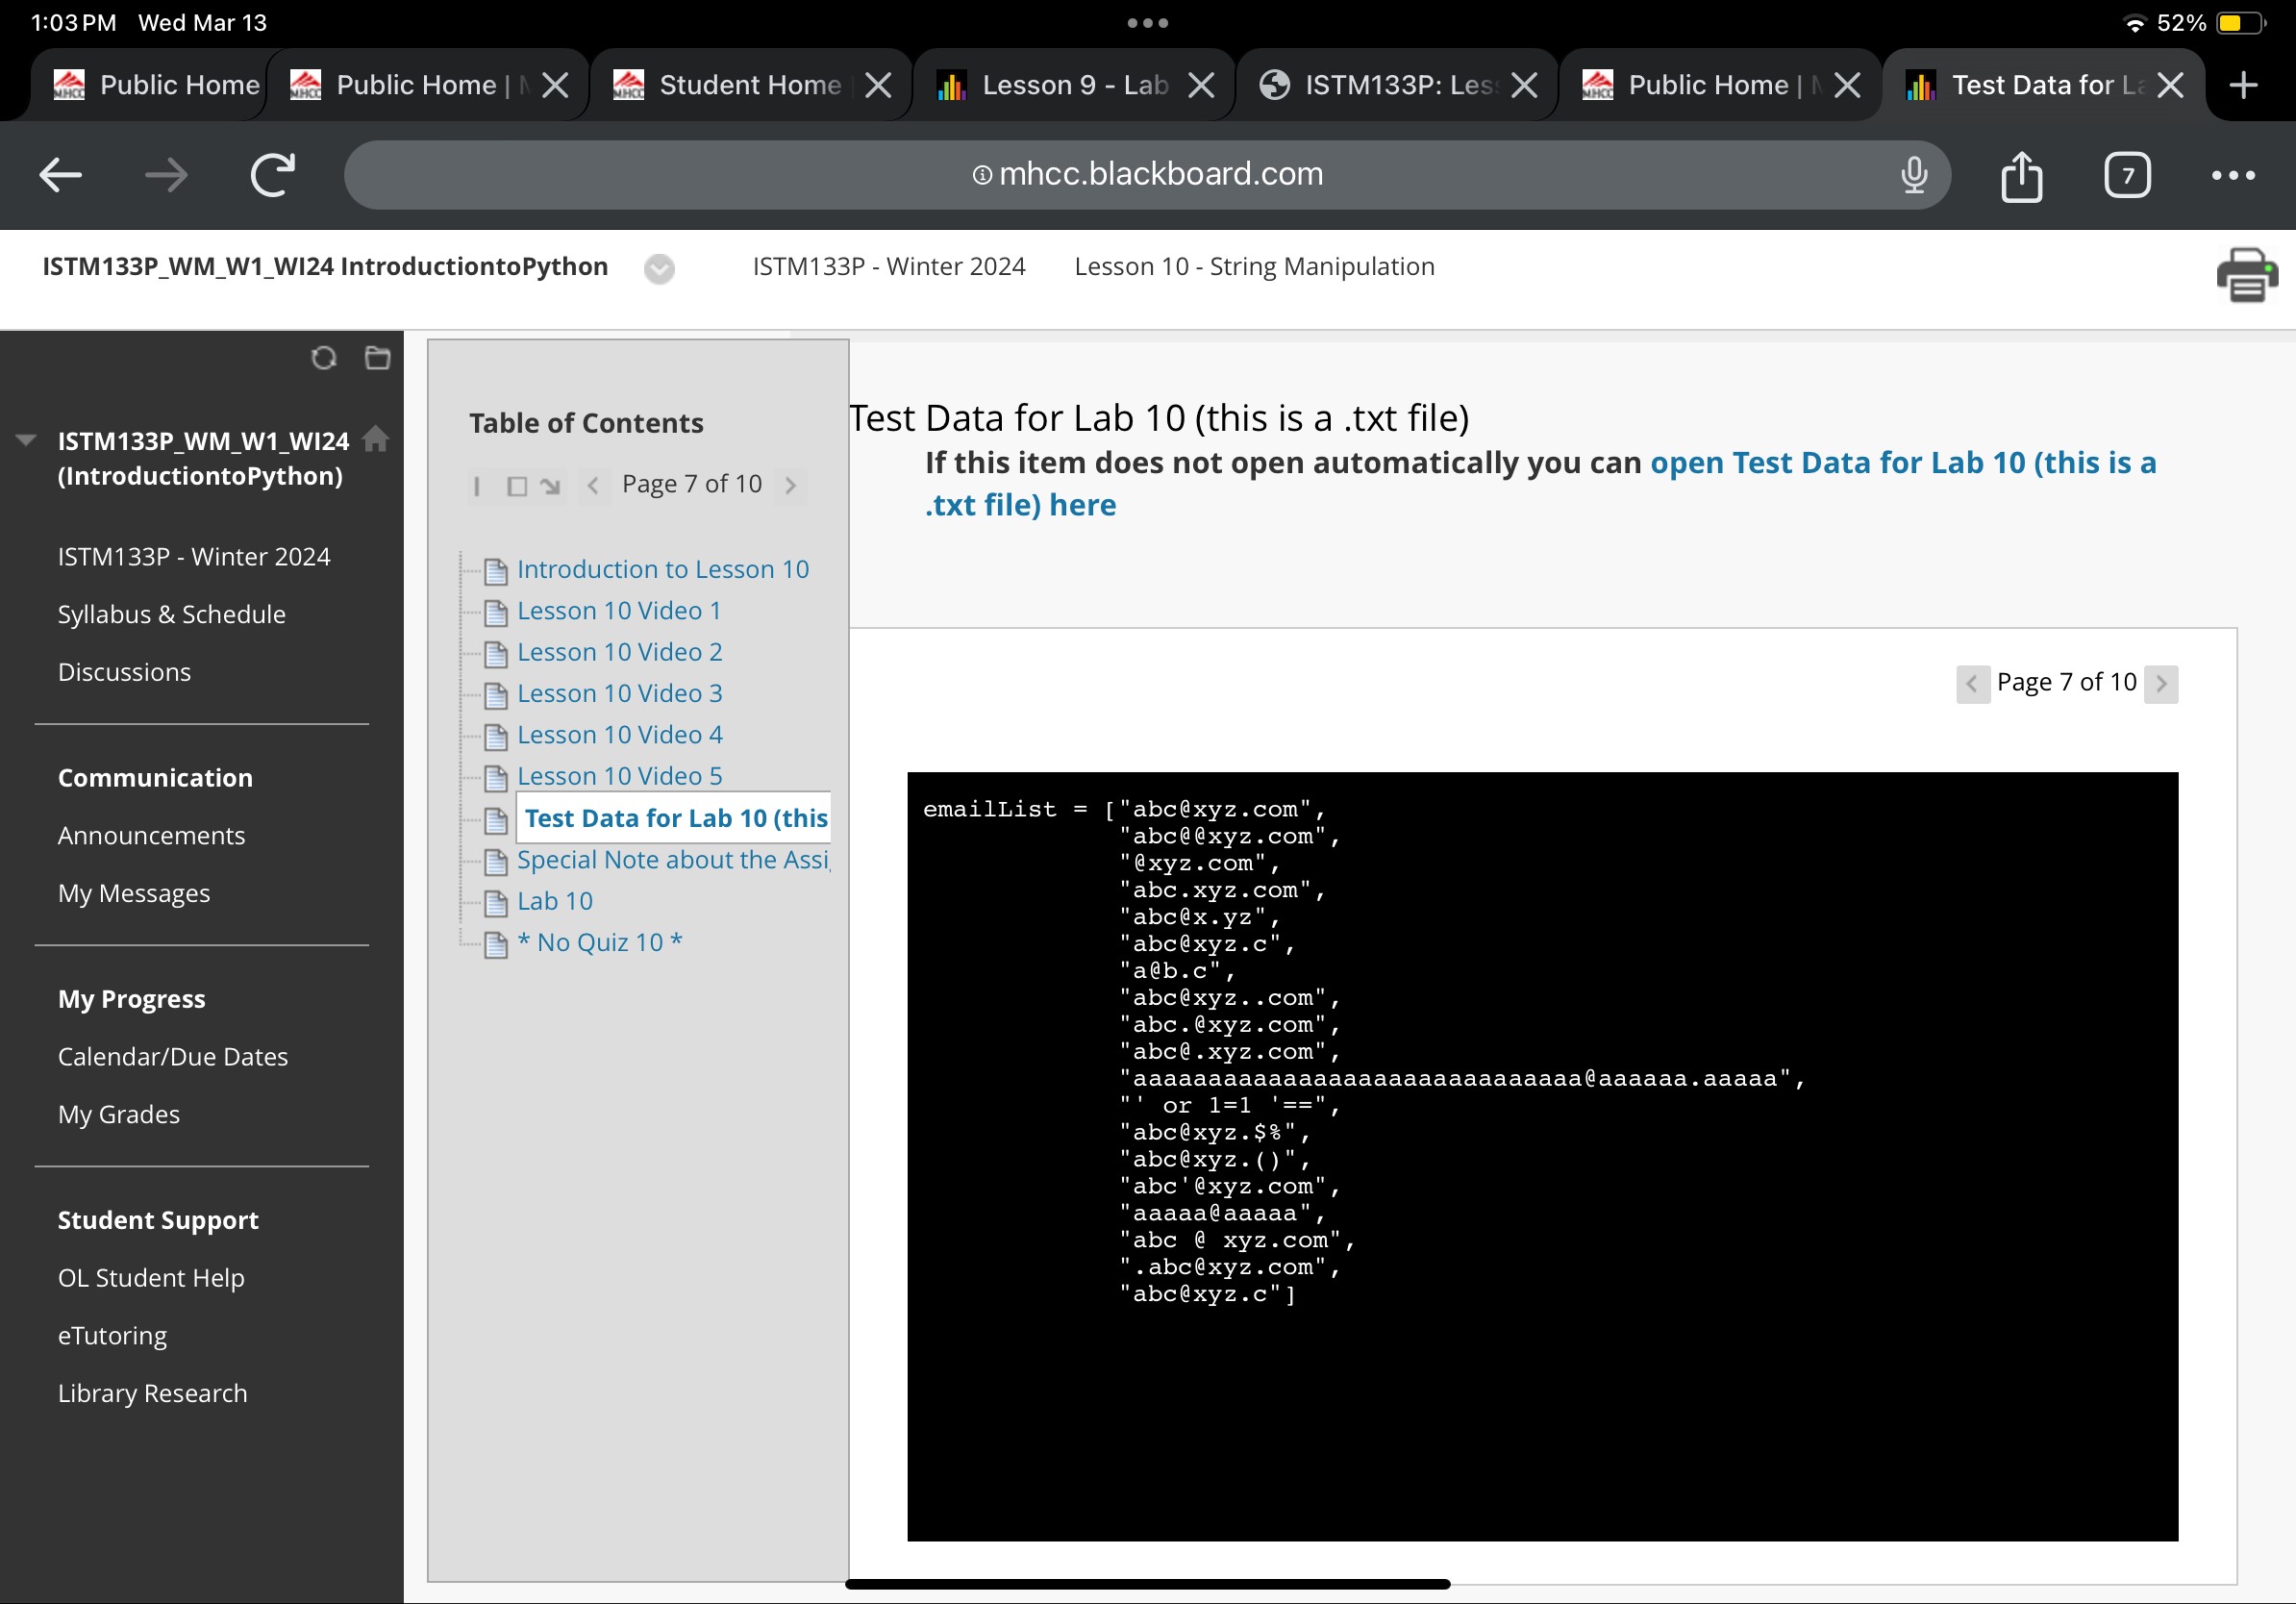 1:03 PM Wed Mar 13
52%
Public Home
Public Home |
Student Home
Lesson 9 - Lab
ISTM133P: Les
Public Home |
Test Data for La
mhcc.blackboard.com
7
ISTM133P_WM_W1_WI24 IntroductiontoPython
ISTM133P - Winter 2024
Lesson 10 - String Manipulation
ISTM133P_WM_W1_WI24
(IntroductiontoPython)
ISTM133P - Winter 2024
Syllabus & Schedule
Discussions
Communication
Announcements
My Messages
My Progress
Calendar/Due Dates
My Grades
Student Support
OL Student Help
eTutoring
Library Research
Table of Contents
Page 7 of 10
Introduction to Lesson 10
Lesson 10 Video 1
Lesson 10 Video 2
Lesson 10 Video 3
Lesson 10 Video 4
Lesson 10 Video 5
Test Data for Lab 10 (this
Special Note about the Assi
Lab 10
* No Quiz 10 *
Test Data for Lab 10 (this is a .txt file)
If this item does not open automatically you can open Test Data for Lab 10 (this is a
.txt file) here
Page 7 of 10
emailList = ["abc@xyz.com",
"abc@@xyz.com",
"@xyz.com",
"abc.xyz.com",
"abc@x.yz",
"abc@xyz.c",
"a@b.c",
"abc@xyz..com",
"abc.@xyz.com",
"abc@.xyz.com",
"aaaaaaaaaaaaaaaaaaaaaaaaaaaaaa@aaaaaa.aaaaa",
"' or 1=1 '==",
"abc@xyz.$%",
"abc@xyz.()",
"abc'@xyz.com",
"aaaaa@aaaaa",
"abc @ xyz.com",
".abc@xyz.com",
"abc@xyz.c"]